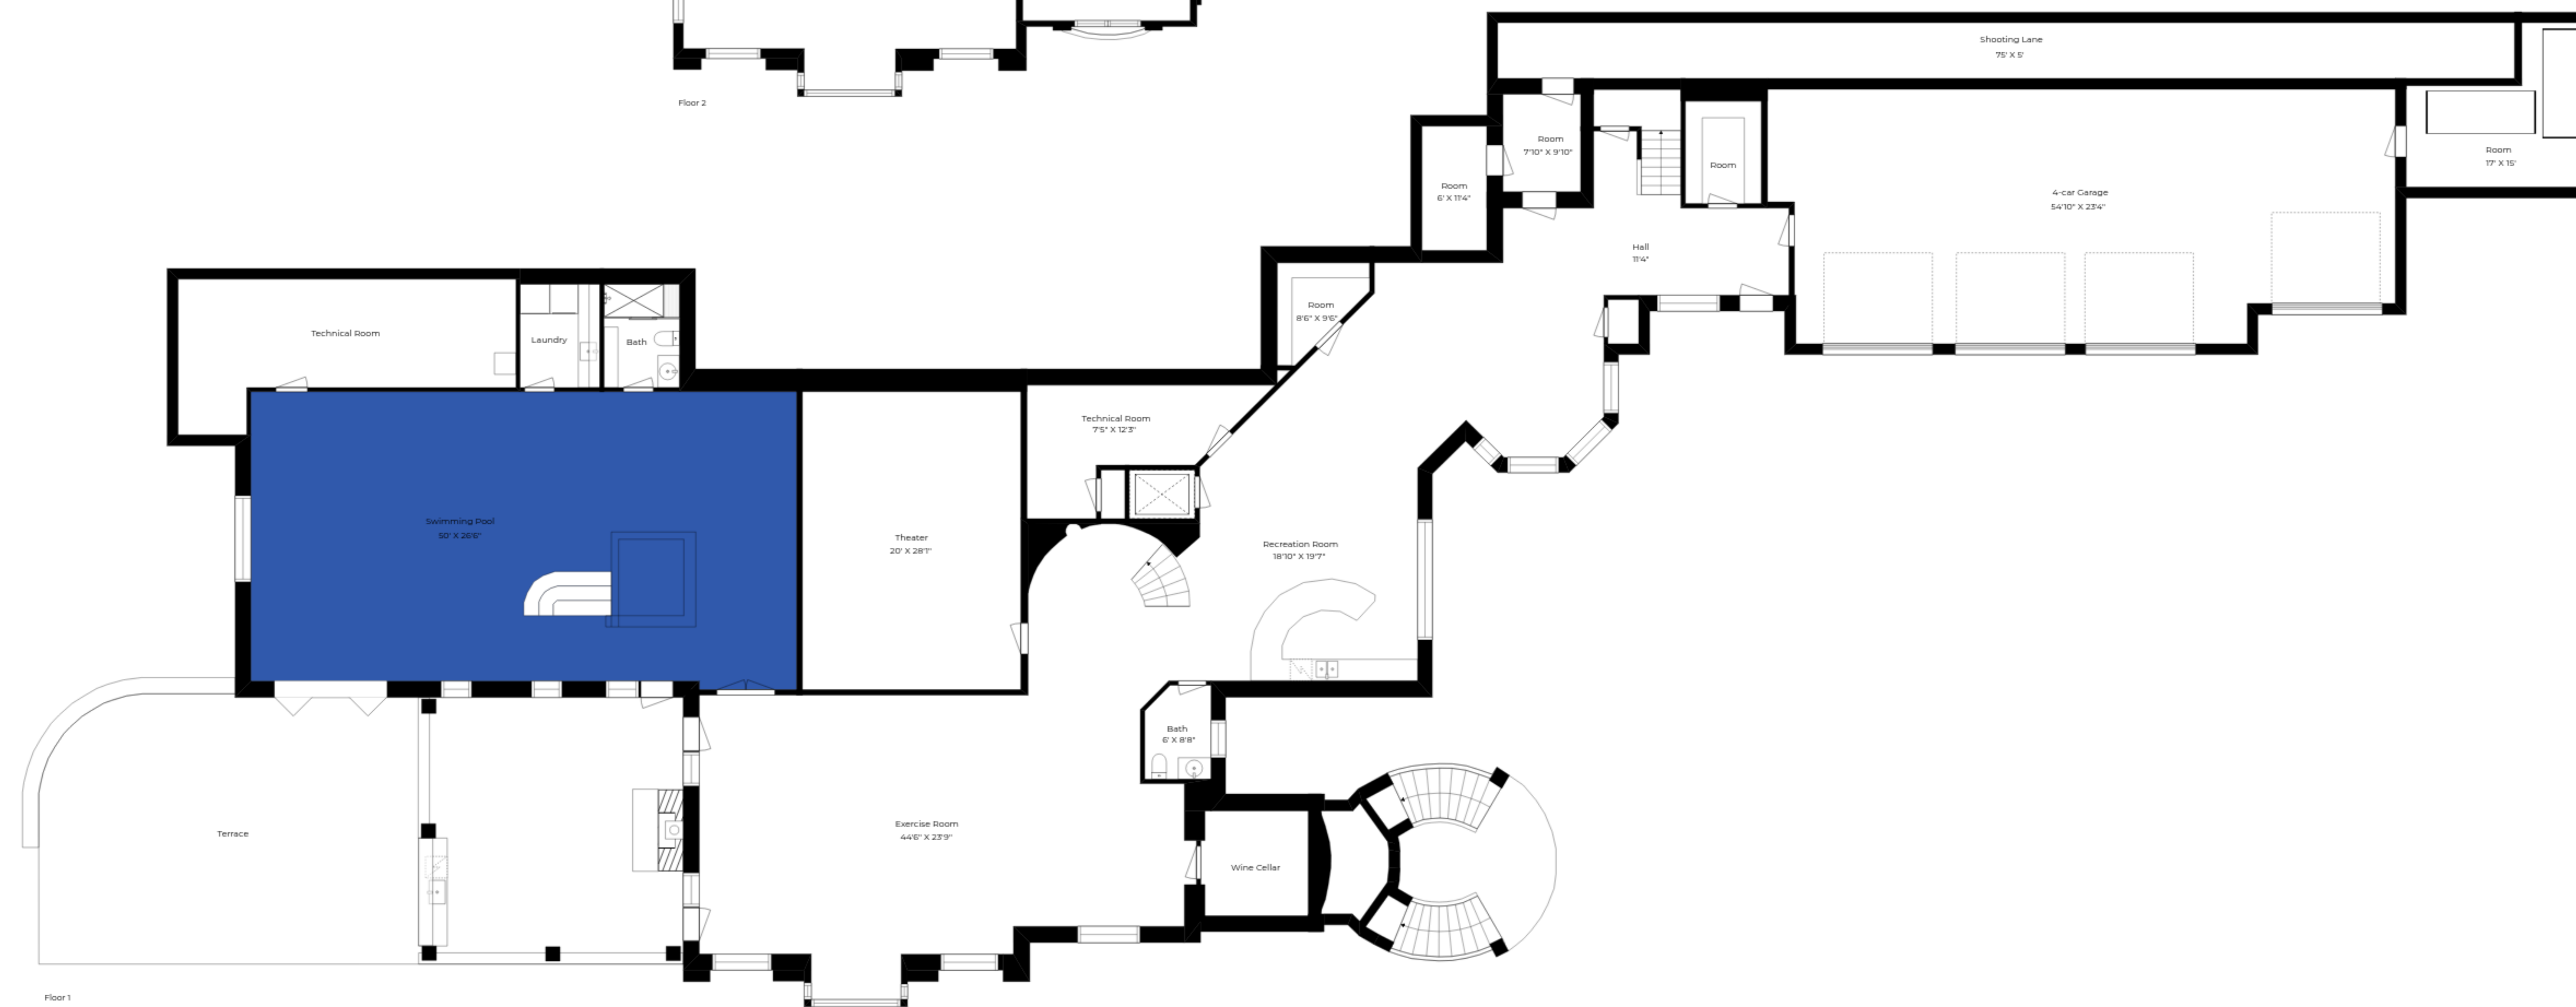 Shooting Lane
75' X 5'
Floor 2
Room
7'10" X 9'10"
Room
17' X 15'
Room
Room
6' X 11'4"
4-car Garage
54'10" X 23'4"
Hall
11'4"
Room
8'6" X 9'6"
Technical Room
Laundry
Bath
Technical Room
7'5" X 12'3"
Swimming Pool
50' X 26'6"
Theater
20' X 28'1"
Recreation Room
18'10" X 19'7"
Bath
6' X 8'8"
Terrace
Exercise Room
44'6" X 23'9"
Wine Cellar
Floor 1